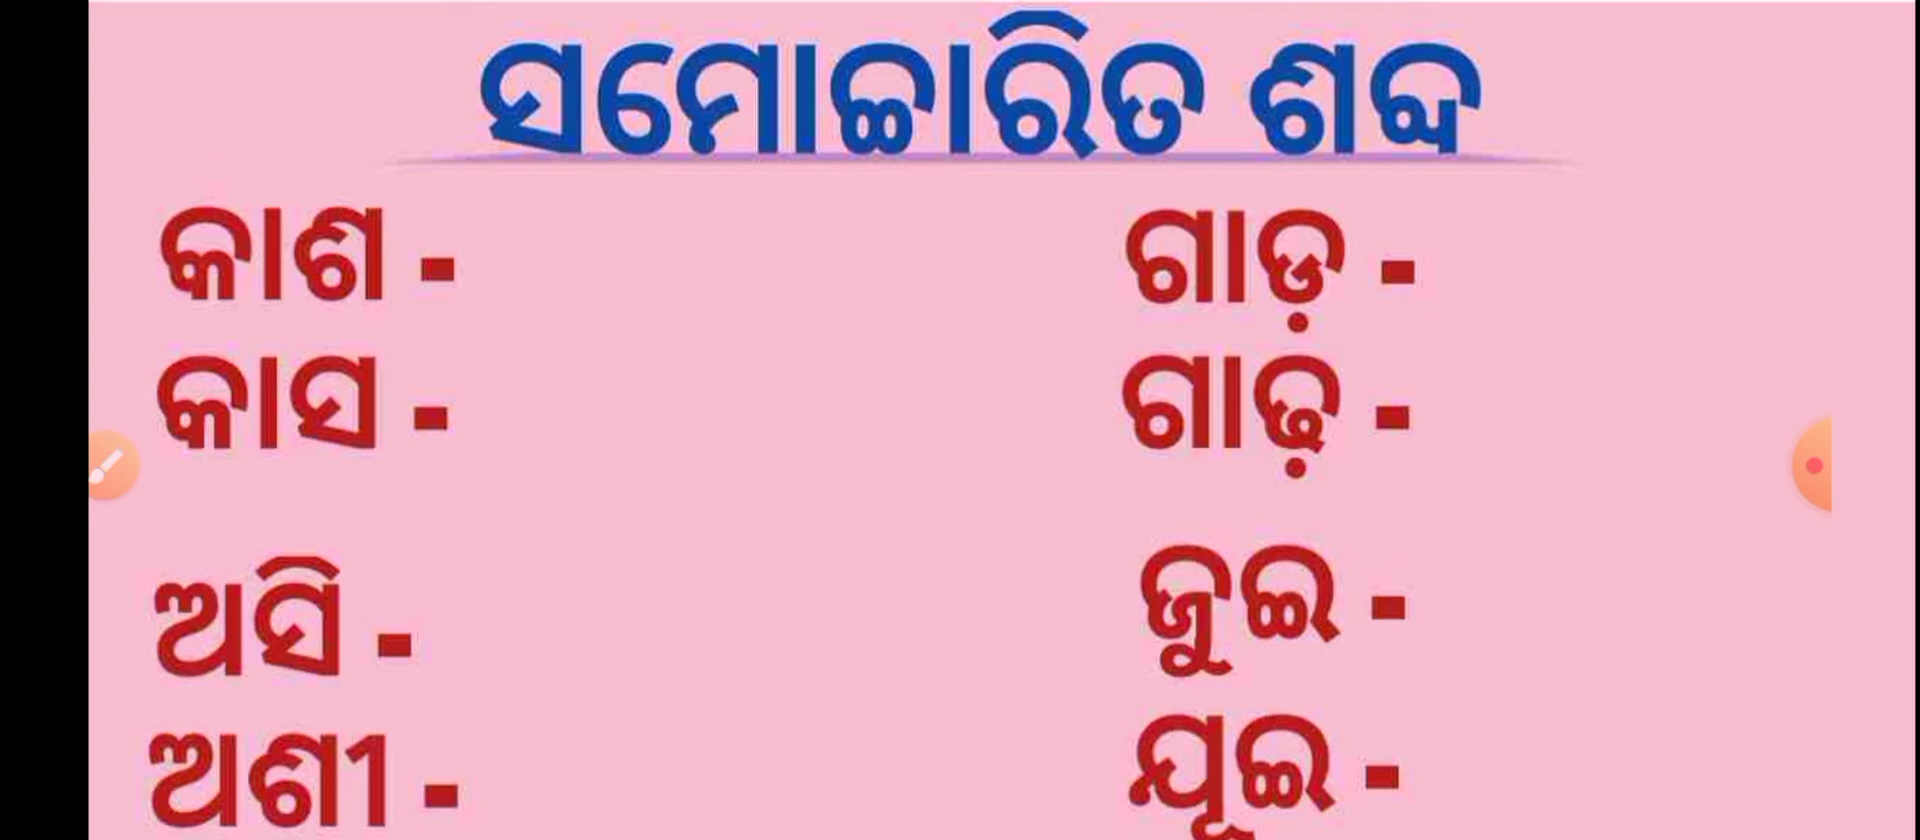 ସମୋଚ୍ଚାରିତ ଶବ୍ଦ
କାଶ - ଗାଡ଼ -
କାସ - ଗାଢ଼ -
ଅସି - ଜୁଇ -
ଅଶୀ - ଯୂଇ -